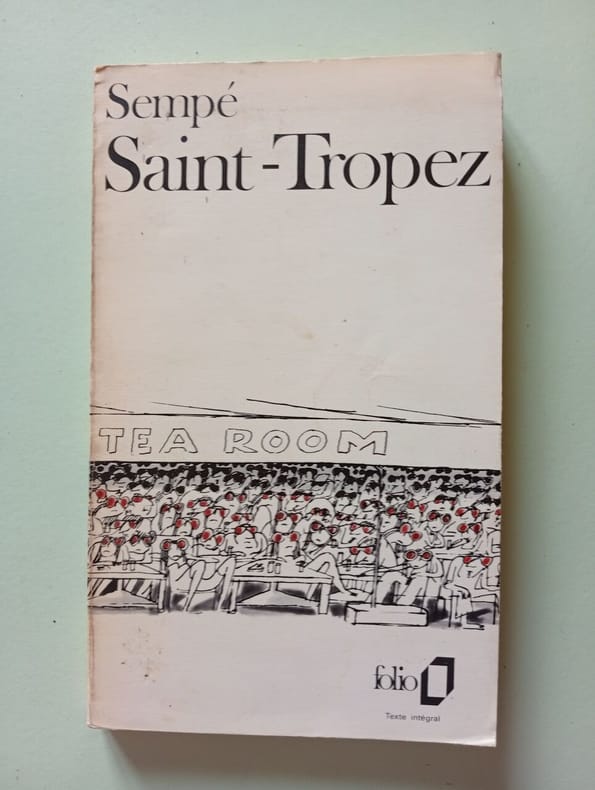 Sempé
Saint-Tropez
TEA ROOM
folio
Texte intégral